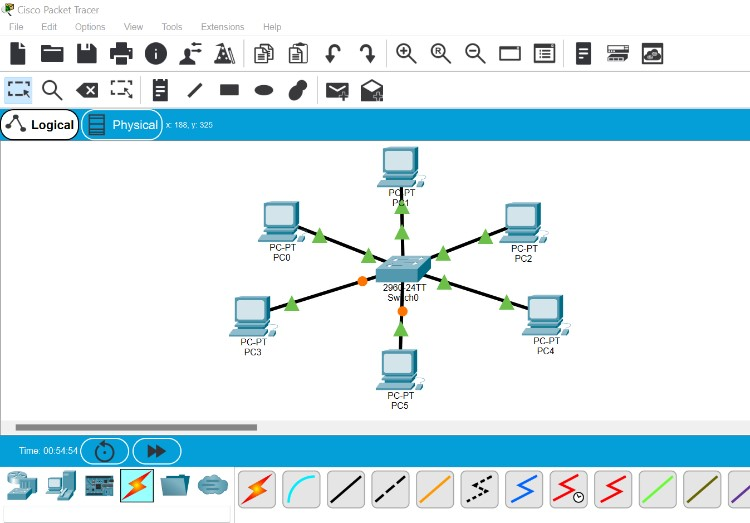 Cisco Packet Tracer
File Edit Options View Tools Extensions Help
Logical Physical x: 188, y: 325
PC-PT
PC1
PC-PT
PC0
PC-PT
PC2
2960-24TT
Switch0
PC-PT
PC3
PC-PT
PC4
PC-PT
PC5
Time: 00:54:54